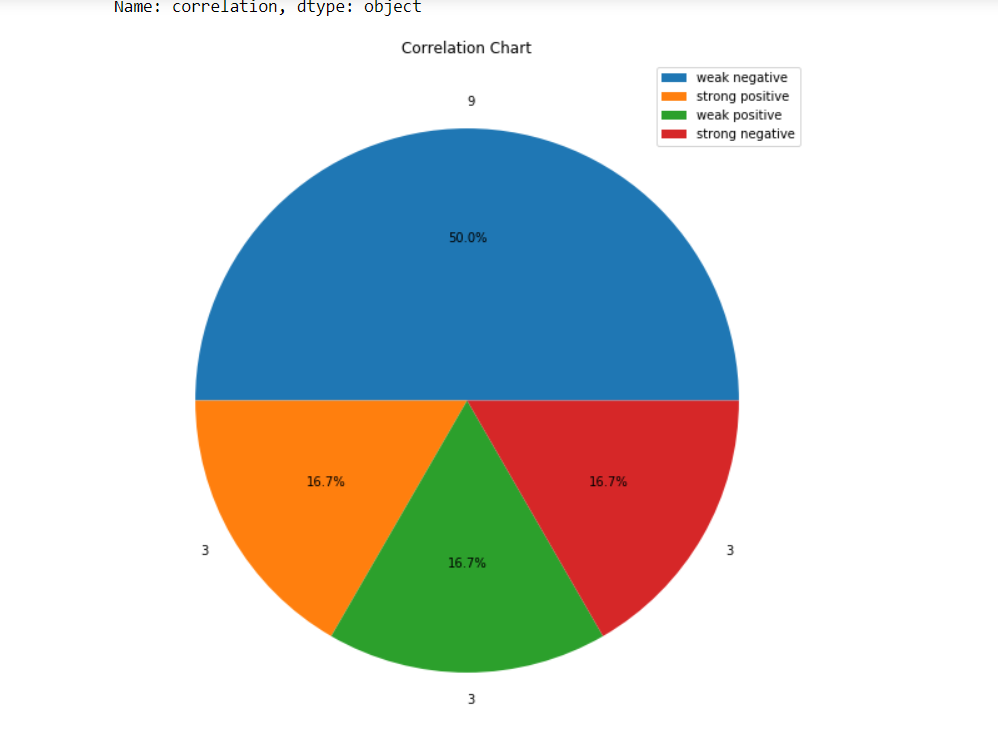 Name: correlation, dtype: object
Correlation Chart
weak negative
strong positive
weak positive
strong negative
9
50.0%
16.7%
16.7%
16.7%
3
3
3